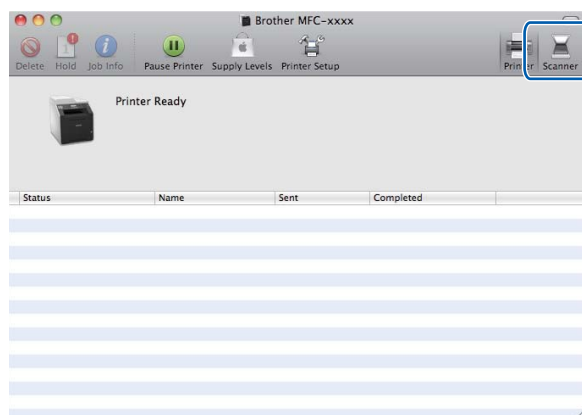 Brother MFC-xxxx
Delete Hold Job Info Pause Printer Supply Levels Printer Setup Printer Scanner
Printer Ready
Status Name Sent Completed